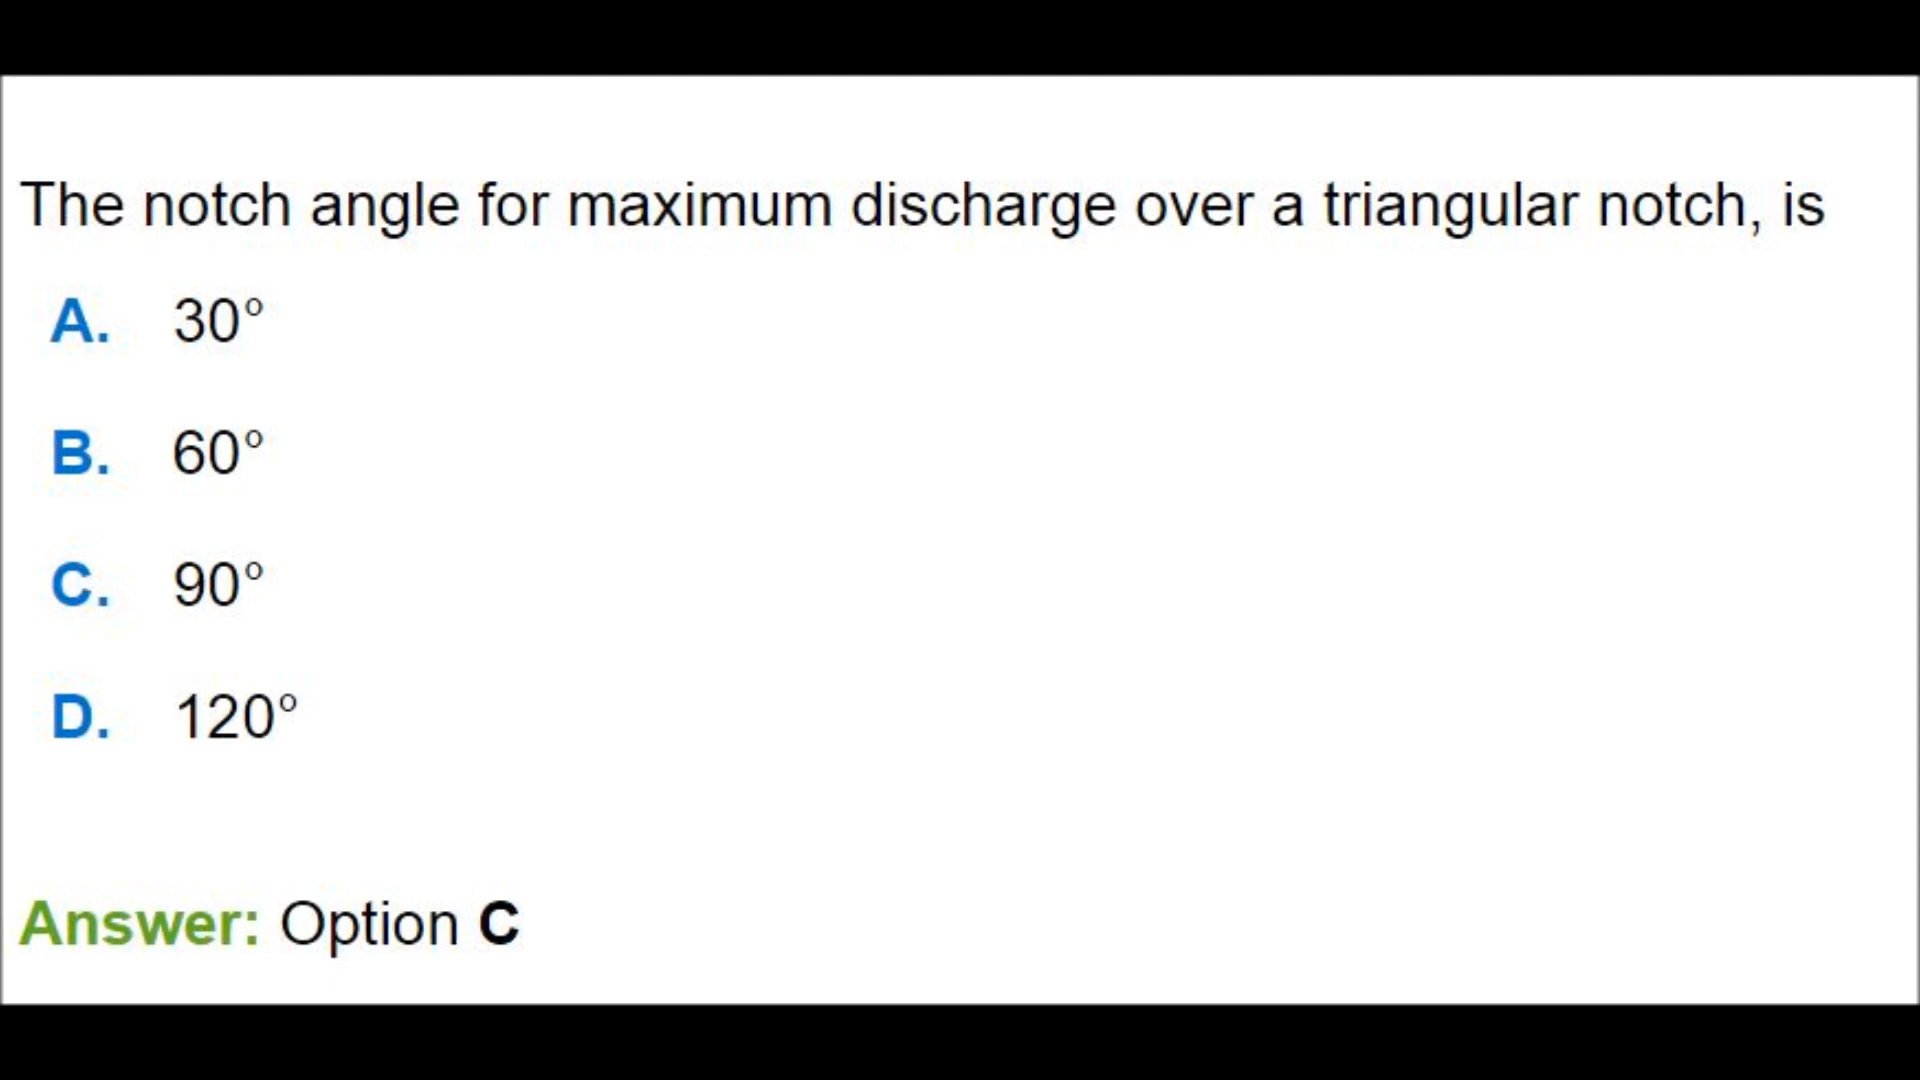 The notch angle for maximum discharge over a triangular notch, is
A. 30°
B. 60°
C. 90°
D. 120°
Answer: Option C